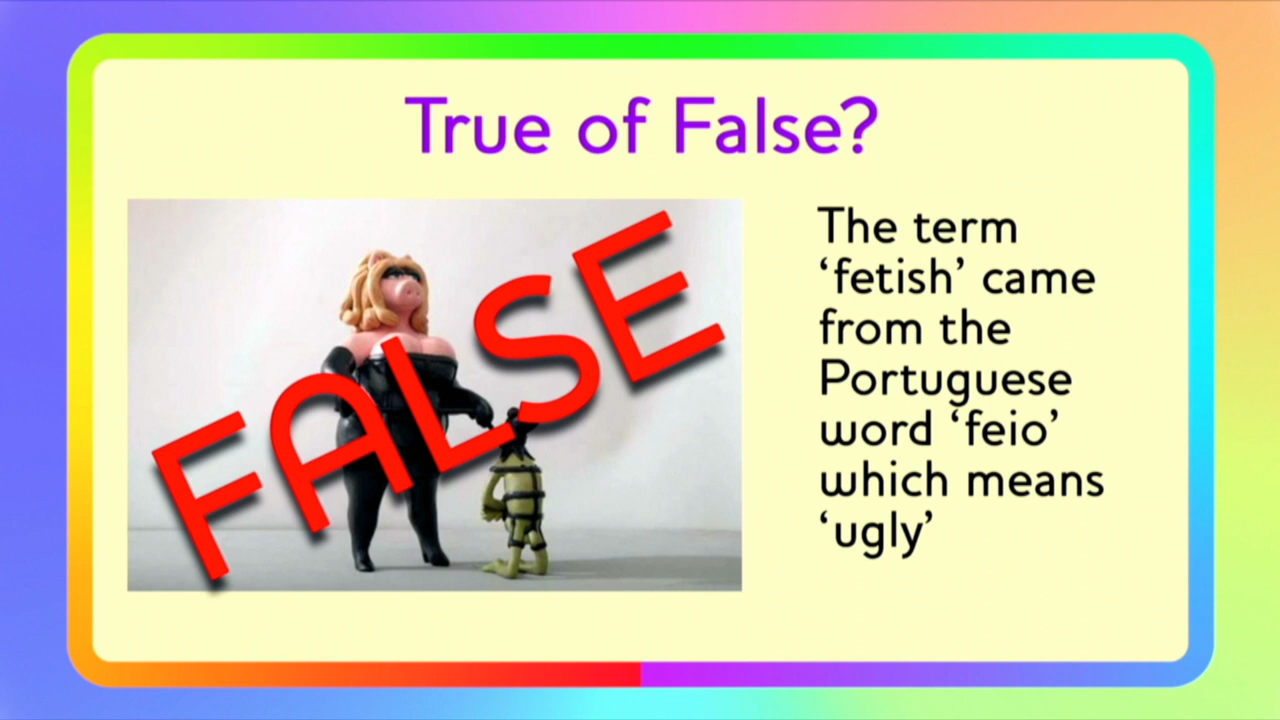 True of False?
FALSE
The term
‘fetish’ came
from the
Portuguese
word ‘feio’
which means
‘ugly’